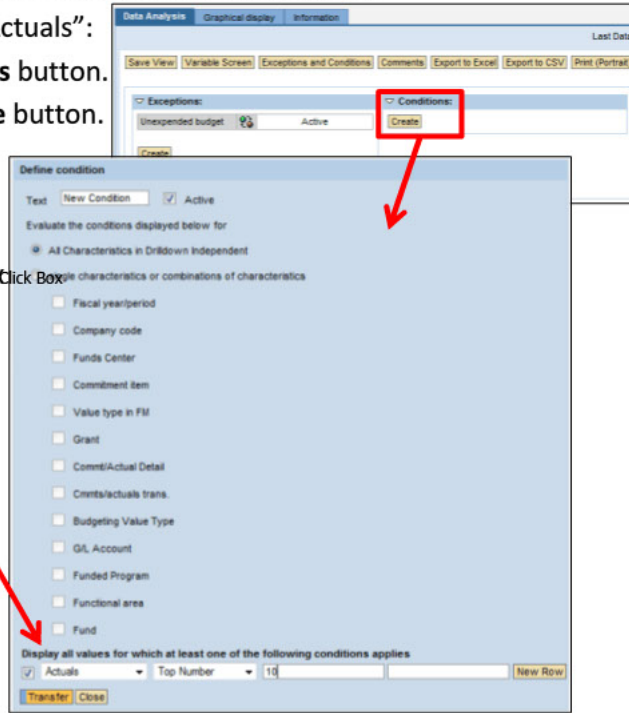 ctuals”:
s button.
e button.
Data Analysis Graphical display Information
Last Data
Save View Variable Screen Exceptions and Conditions Comments Export to Excel Export to CSV Print (Portrait)
Exceptions:
Unexpended budget Active
Create
Conditions:
Create
Define condition
Text New Condition Active
Evaluate the conditions displayed below for
All Characteristics in Drilldown Independent
Click Box
characteristics or combinations of characteristics
Fiscal year/period
Company code
Funds Center
Commitment item
Value type in FM
Grant
Commt/Actual Detail
Cmmts/actuals trans.
Budgeting Value Type
G/L Account
Funded Program
Functional area
Fund
Display all values for which at least one of the following conditions applies
Actuals Top Number 10 New Row
Transfer Close